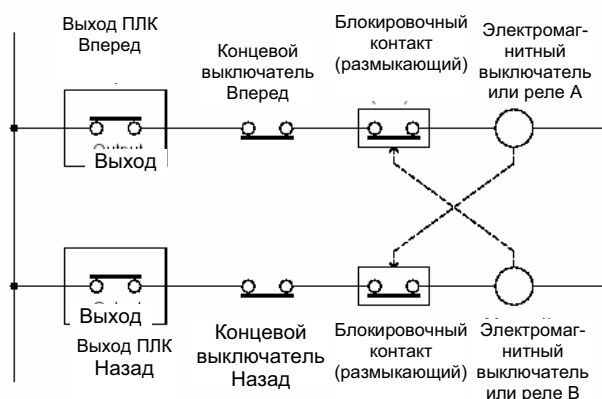 Выход ПЛК
Вперед
Концевой
выключатель
Вперед
Блокировочный
контакт
(размыкающий)
Электромаг-
нитный
выключатель
или реле А
Выход
Выход
Выход ПЛК
Назад
Концевой
выключатель
Назад
Блокировочный
контакт
(размыкающий)
Электромаг-
нитный
выключатель
или реле В